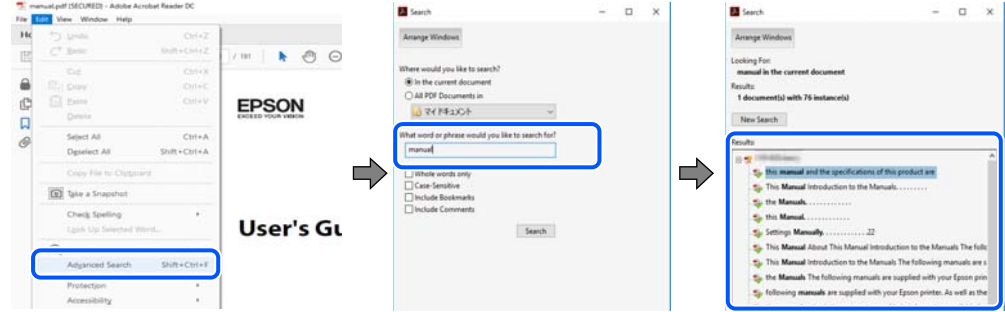 manual.pdf (SECURED) - Adobe Acrobat Reader DC
File Edit View Window Help
Undo Ctrl+Z
Redo Shift+Ctrl+Z
/ 181
Cut Ctrl+X
Copy Ctrl+C
Paste Ctrl+V
Delete
Select All Ctrl+A
Deselect All Shift+Ctrl+A
Copy File to Clipboard
Take a Snapshot
Check Spelling
Look Up Selected Word...
Advanced Search Shift+Ctrl+F
Protection
Accessibility
EPSON
EXCEED YOUR VISION
User's Gu
Search
Arrange Windows
Where would you like to search?
In the current document
All PDF Documents in
マイ ドキュメント
What word or phrase would you like to search for?
manual
Whole words only
Case-Sensitive
Include Bookmarks
Include Comments
Search
Search
Arrange Windows
Looking For:
manual in the current document
Results:
1 document(s) with 76 instance(s)
New Search
Results:
this manual and the specifications of this product are
This Manual Introduction to the Manuals. . . . . . . . .
the Manuals. . . . . . . . . . . . .
this Manual. . . . . . . . . . . . .
Settings Manually. . . . . . . . . . . . 22
This Manual About This Manual Introduction to the Manuals The follo
This Manual Introduction to the Manuals The following manuals are s
the Manuals The following manuals are supplied with your Epson prin
following manuals are supplied with your Epson printer. As well as the